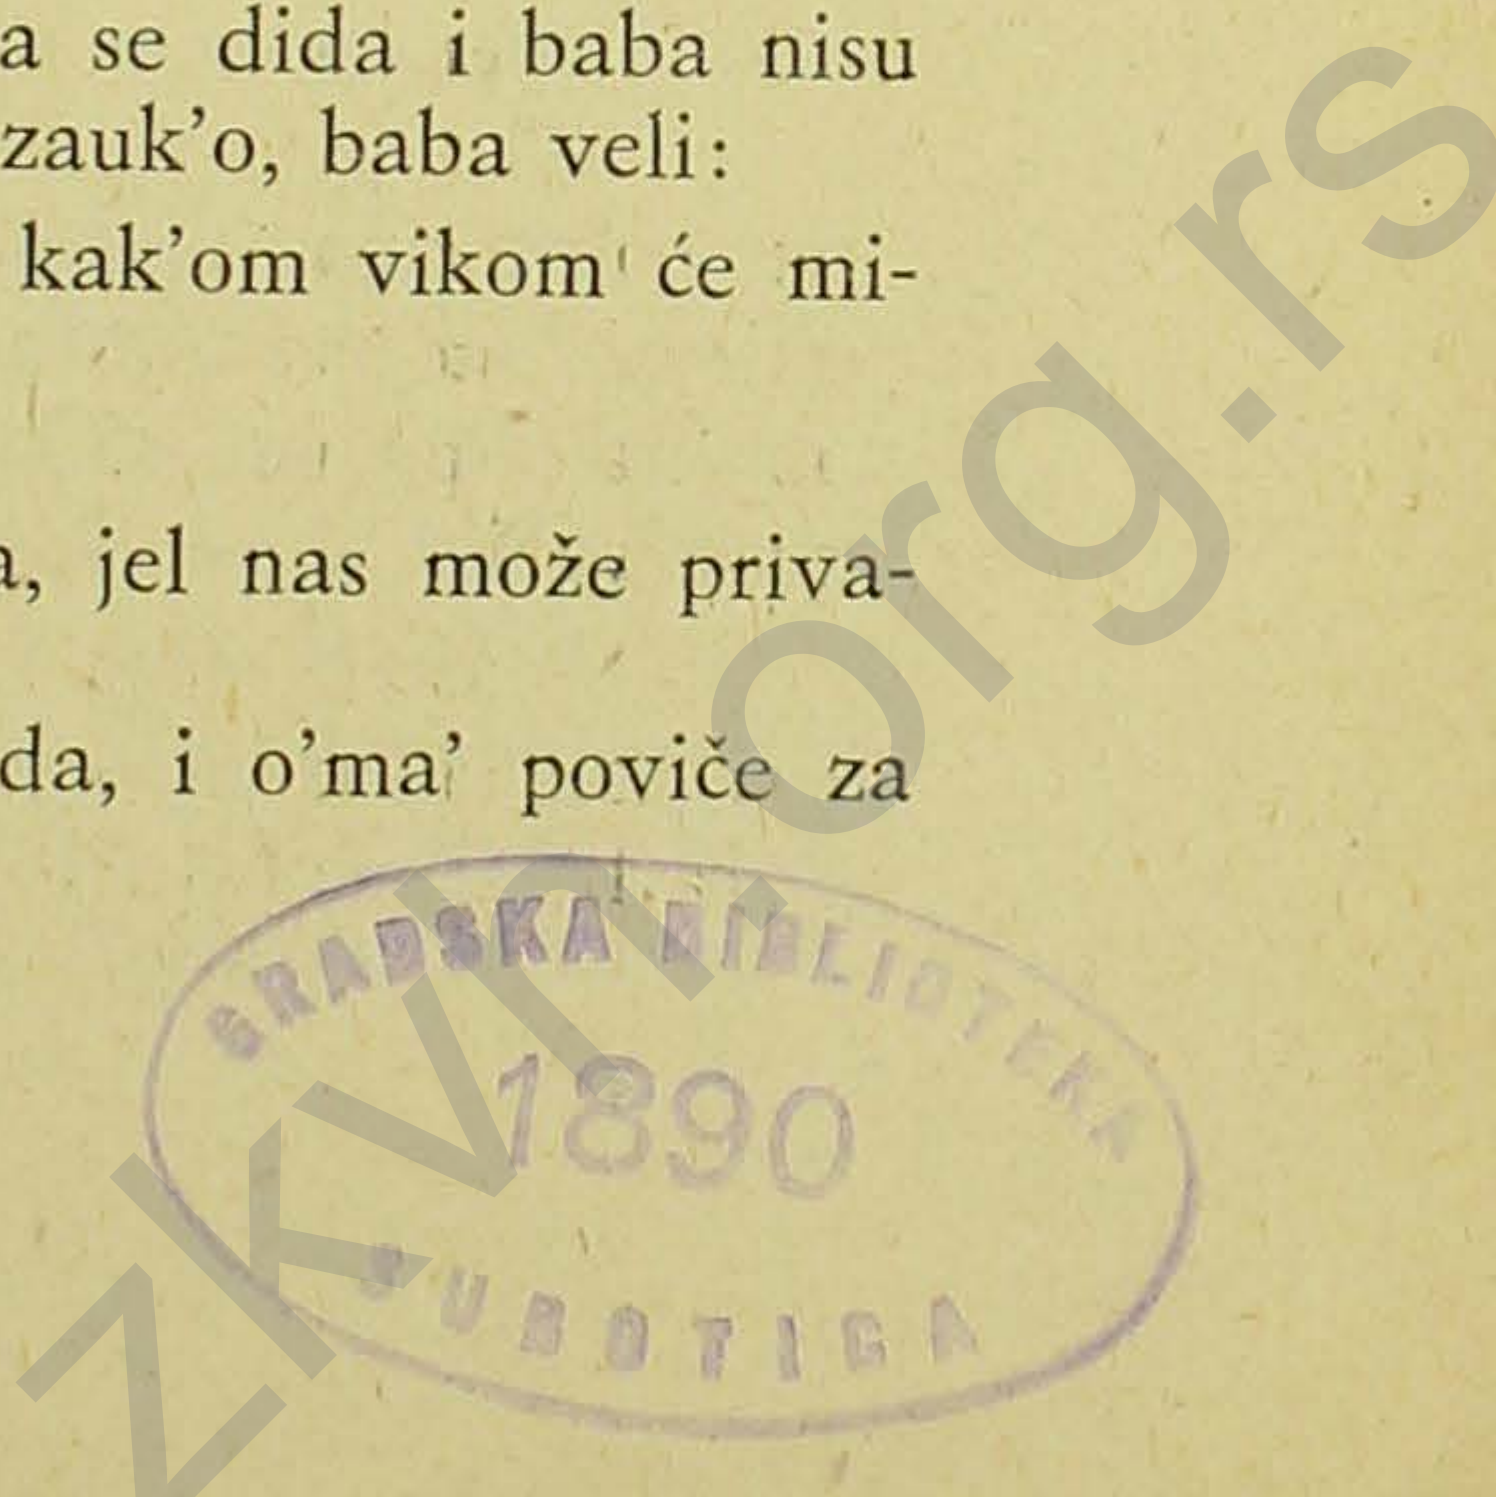 a se dida i baba nisu
zauk’o, baba veli:
kak’om vikom će mi-
a, jel nas može priva-
da, i o’ma’ poviče za
GRADSKA BIBLIOTEKA
1890
SUBOTICA
zkvh.org.rs